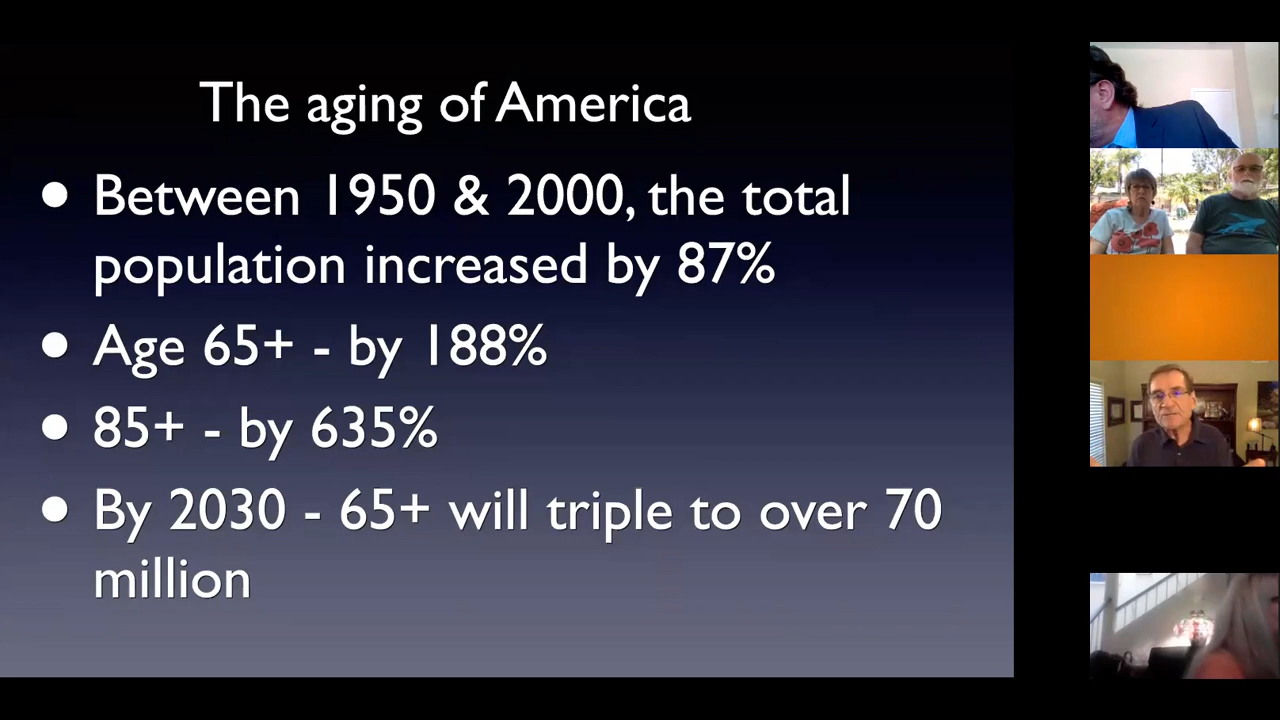 The aging of America
• Between 1950 & 2000, the total
population increased by 87%
• Age 65+ - by 188%
• 85+ - by 635%
• By 2030 - 65+ will triple to over 70
million